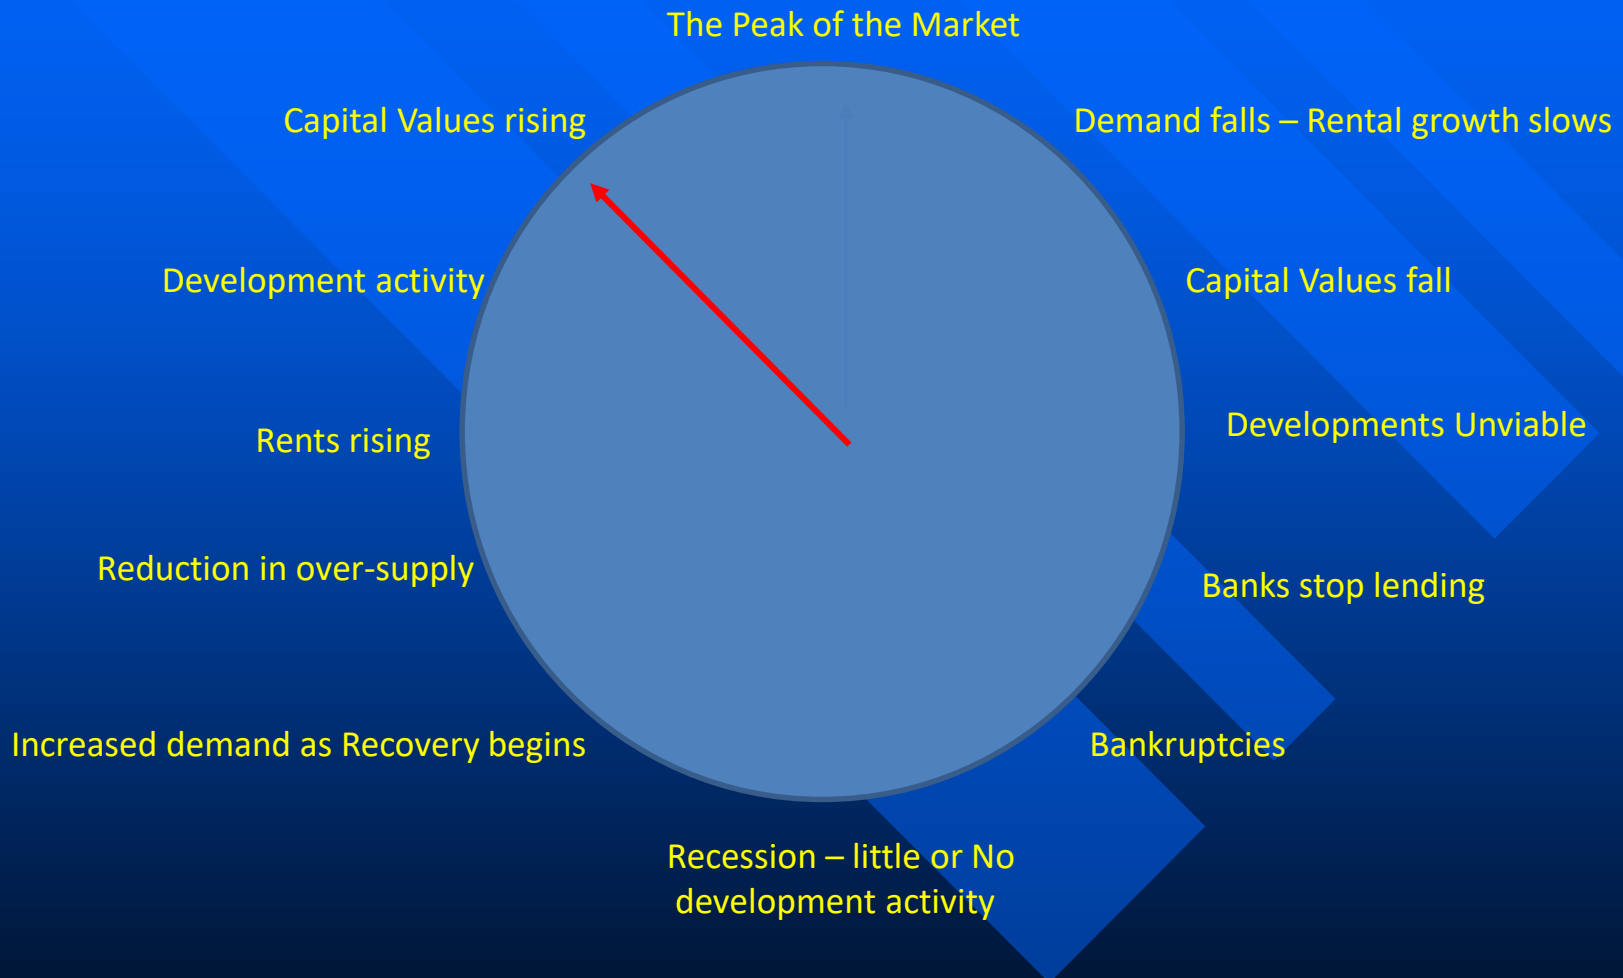 The Peak of the Market
Capital Values rising
Demand falls – Rental growth slows
Development activity
Capital Values fall
Rents rising
Developments Unviable
Reduction in over-supply
Banks stop lending
Increased demand as Recovery begins
Bankruptcies
Recession – little or No
development activity